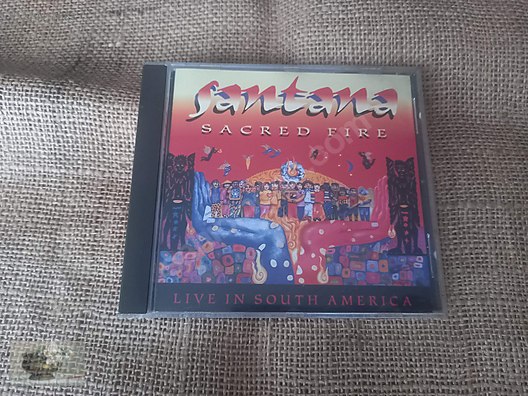 Santana
SACRED FIRE
LIVE IN SOUTH AMERICA